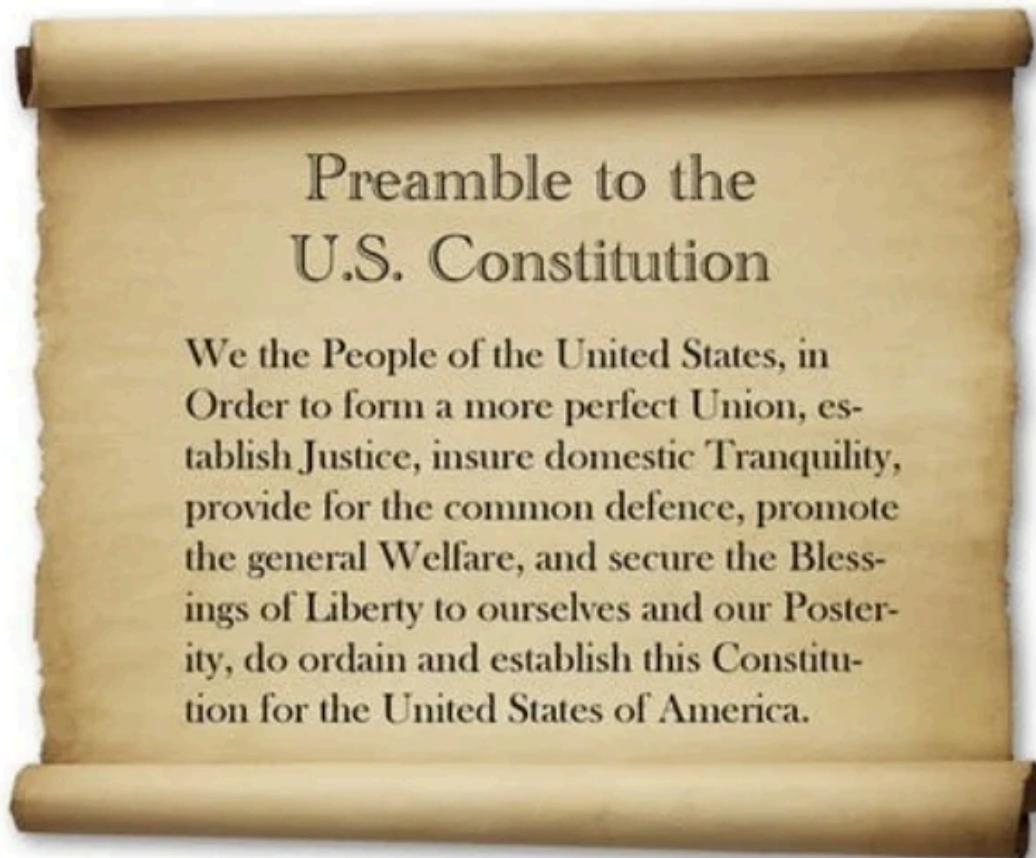 Preamble to the
U.S. Constitution
We the People of the United States, in
Order to form a more perfect Union, es-
tablish Justice, insure domestic Tranquility,
provide for the common defence, promote
the general Welfare, and secure the Bless-
ings of Liberty to ourselves and our Poster-
ity, do ordain and establish this Constitu-
tion for the United States of America.